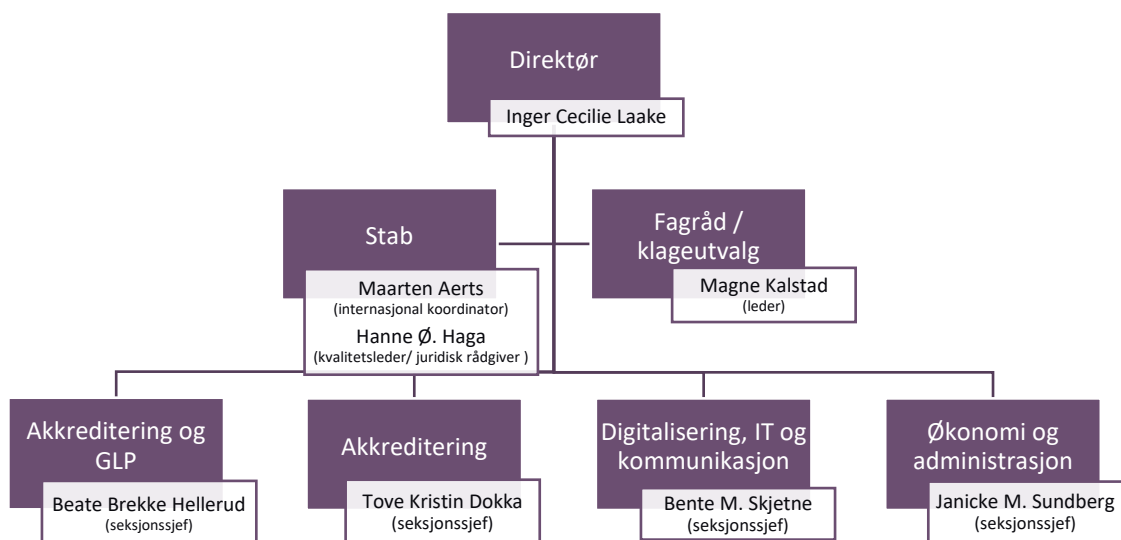 Direktør
Inger Cecilie Laake
Stab
Maarten Aerts
(internasjonal koordinator)
Hanne Ø. Haga
(kvalitetsleder/ juridisk rådgiver )
Fagråd /
klageutvalg
Magne Kalstad
(leder)
Akkreditering og
GLP
Beate Brekke Hellerud
(seksjonssjef)
Akkreditering
Tove Kristin Dokka
(seksjonssjef)
Digitalisering, IT og
kommunikasjon
Bente M. Skjetne
(seksjonssjef)
Økonomi og
administrasjon
Janicke M. Sundberg
(seksjonssjef)